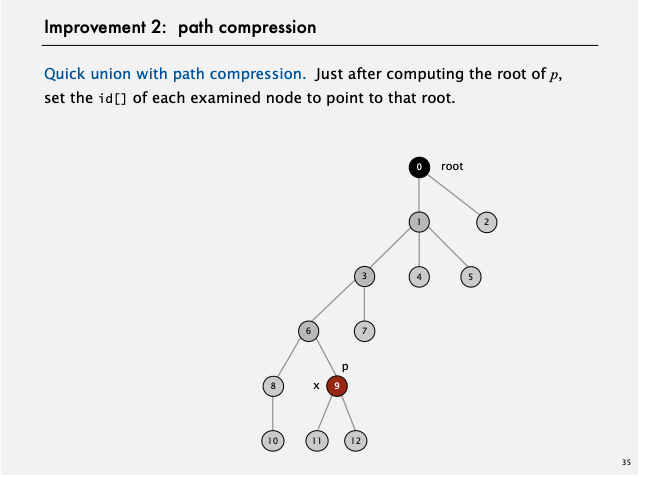 Improvement 2: path compression
Quick union with path compression. Just after computing the root of p,
set the id[] of each examined node to point to that root.
0 root
1 2
3 4 5
6 7
p
8 x 9
10 11 12
35